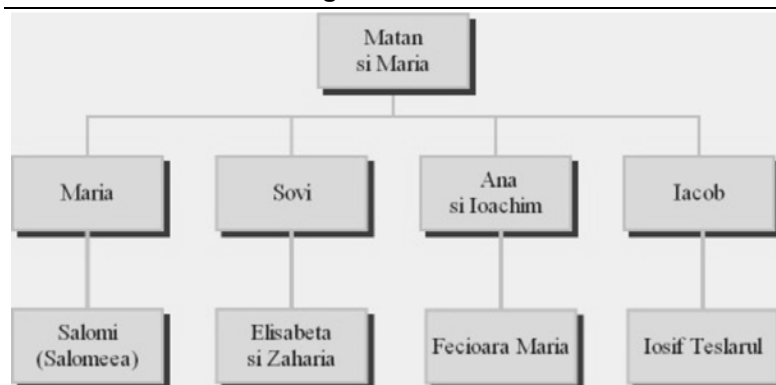 Matan
si Maria
Maria
Sovi
Ana
si Ioachim
Iacob
Salomi
(Salomeea)
Elisabeta
si Zaharia
Fecioara Maria
Iosif Teslarul